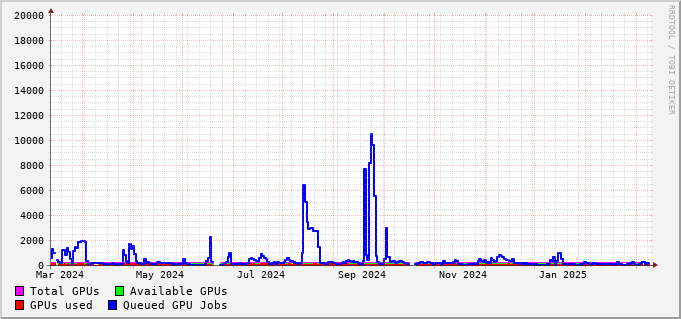 20000
18000
16000
14000
12000
10000
8000
6000
4000
2000
0
Mar 2024 May 2024 Jul 2024 Sep 2024 Nov 2024 Jan 2025
Total GPUs Available GPUs
GPUs used Queued GPU Jobs
RRDTOOL / TOBI OETIKER